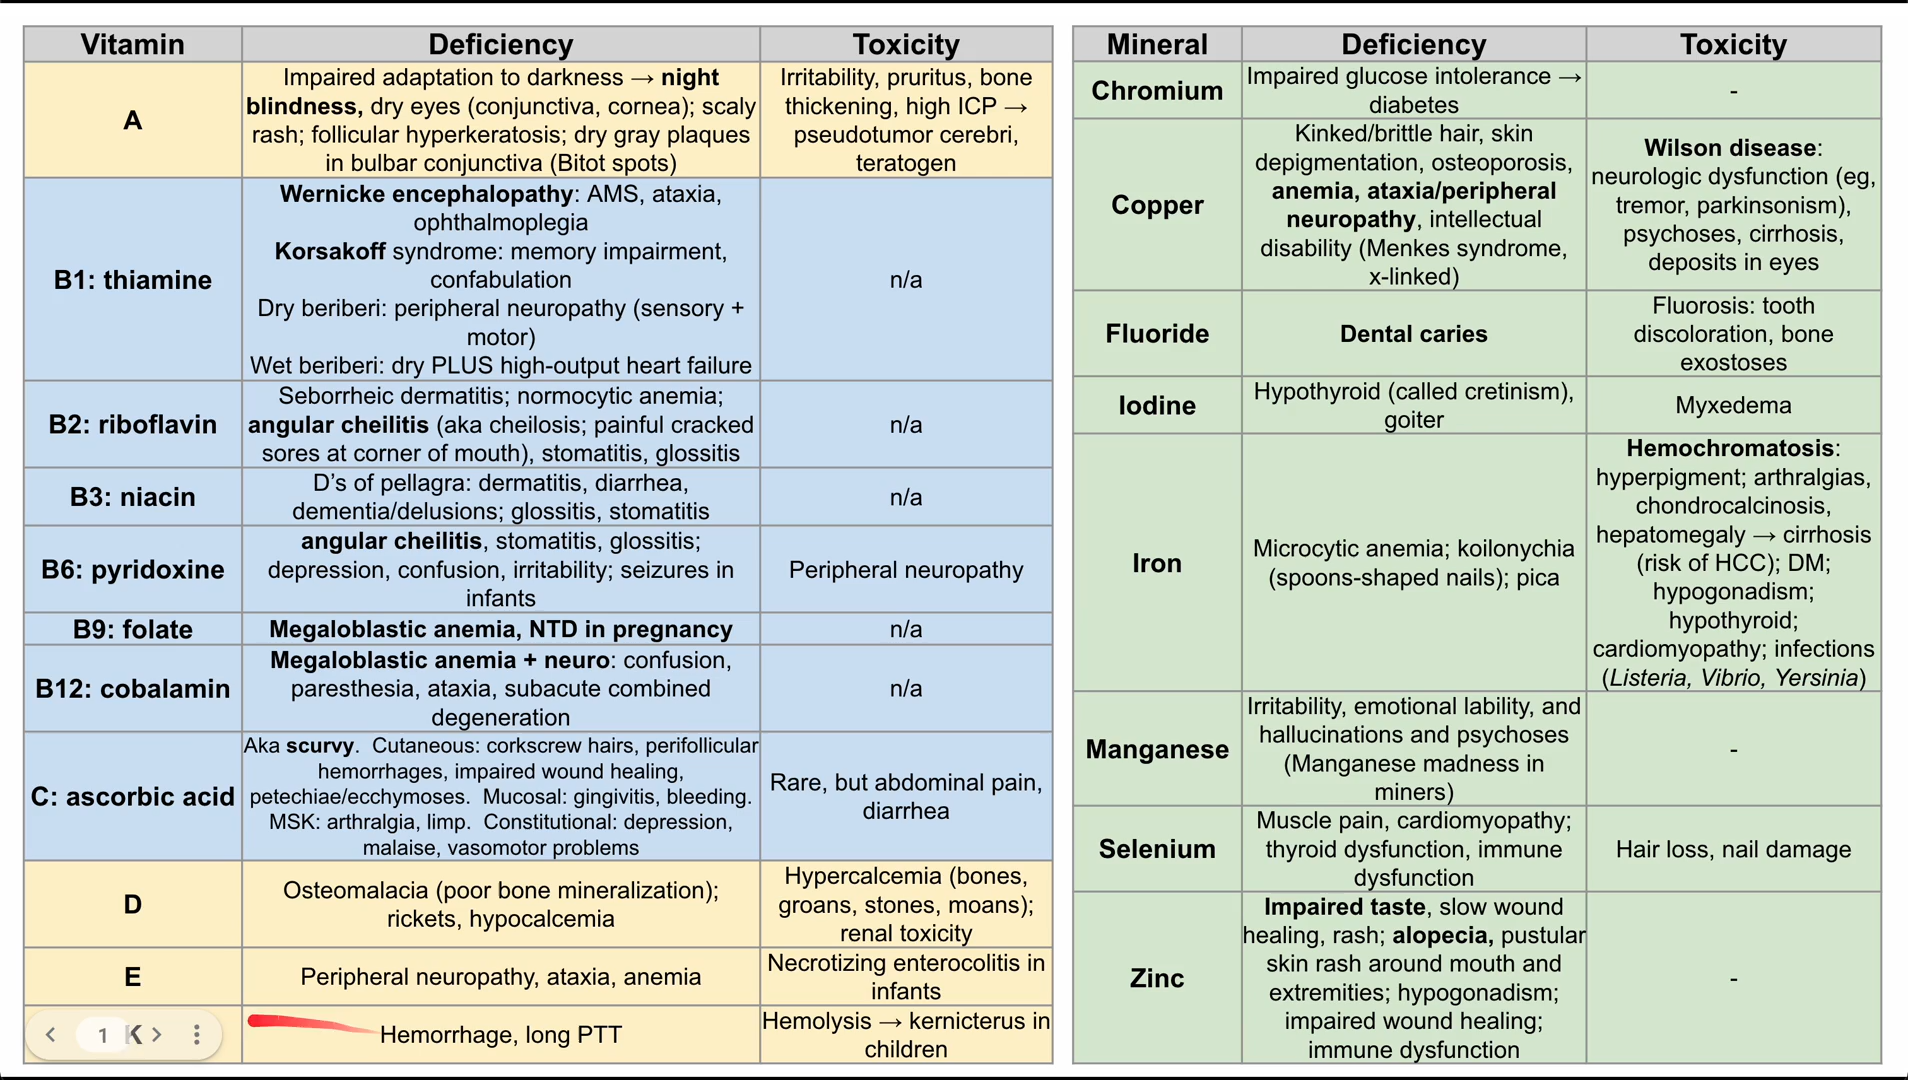 Vitamin Deficiency Toxicity
A
Impaired adaptation to darkness → night
blindness, dry eyes (conjunctiva, cornea); scaly
rash; follicular hyperkeratosis; dry gray plaques
in bulbar conjunctiva (Bitot spots)
Irritability, pruritus, bone
thickening, high ICP →
pseudotumor cerebri,
teratogen
B1: thiamine
Wernicke encephalopathy: AMS, ataxia,
ophthalmoplegia
Korsakoff syndrome: memory impairment,
confabulation
Dry beriberi: peripheral neuropathy (sensory +
motor)
Wet beriberi: dry PLUS high-output heart failure
n/a
B2: riboflavin
Seborrheic dermatitis; normocytic anemia;
angular cheilitis (aka cheilosis; painful cracked
sores at corner of mouth), stomatitis, glossitis
n/a
B3: niacin
D's of pellagra: dermatitis, diarrhea,
dementia/delusions; glossitis, stomatitis
n/a
B6: pyridoxine
angular cheilitis, stomatitis, glossitis;
depression, confusion, irritability; seizures in
infants
Peripheral neuropathy
B9: folate
Megaloblastic anemia, NTD in pregnancy
n/a
B12: cobalamin
Megaloblastic anemia + neuro: confusion,
paresthesia, ataxia, subacute combined
degeneration
n/a
C: ascorbic acid
Aka scurvy. Cutaneous: corkscrew hairs, perifollicular
hemorrhages, impaired wound healing,
petechiae/ecchymoses. Mucosal: gingivitis, bleeding.
MSK: arthralgia, limp. Constitutional: depression,
malaise, vasomotor problems
Rare, but abdominal pain,
diarrhea
D
Osteomalacia (poor bone mineralization);
rickets, hypocalcemia
Hypercalcemia (bones,
groans, stones, moans);
renal toxicity
E
Peripheral neuropathy, ataxia, anemia
Necrotizing enterocolitis in
infants
1 K
Hemorrhage, long PTT
Hemolysis → kernicterus in
children
Mineral Deficiency Toxicity
Chromium
Impaired glucose intolerance →
diabetes
-
Copper
Kinked/brittle hair, skin
depigmentation, osteoporosis,
anemia, ataxia/peripheral
neuropathy, intellectual
disability (Menkes syndrome,
x-linked)
Wilson disease:
neurologic dysfunction (eg,
tremor, parkinsonism),
psychoses, cirrhosis,
deposits in eyes
Fluoride
Dental caries
Fluorosis: tooth
discoloration, bone
exostoses
Iodine
Hypothyroid (called cretinism),
goiter
Myxedema
Iron
Microcytic anemia; koilonychia
(spoons-shaped nails); pica
Hemochromatosis:
hyperpigment; arthralgias,
chondrocalcinosis,
hepatomegaly → cirrhosis
(risk of HCC); DM;
hypogonadism;
hypothyroid;
cardiomyopathy; infections
(Listeria, Vibrio, Yersinia)
Manganese
Irritability, emotional lability, and
hallucinations and psychoses
(Manganese madness in
miners)
-
Selenium
Muscle pain, cardiomyopathy;
thyroid dysfunction, immune
dysfunction
Hair loss, nail damage
Zinc
Impaired taste, slow wound
healing, rash; alopecia, pustular
skin rash around mouth and
extremities; hypogonadism;
impaired wound healing;
immune dysfunction
-